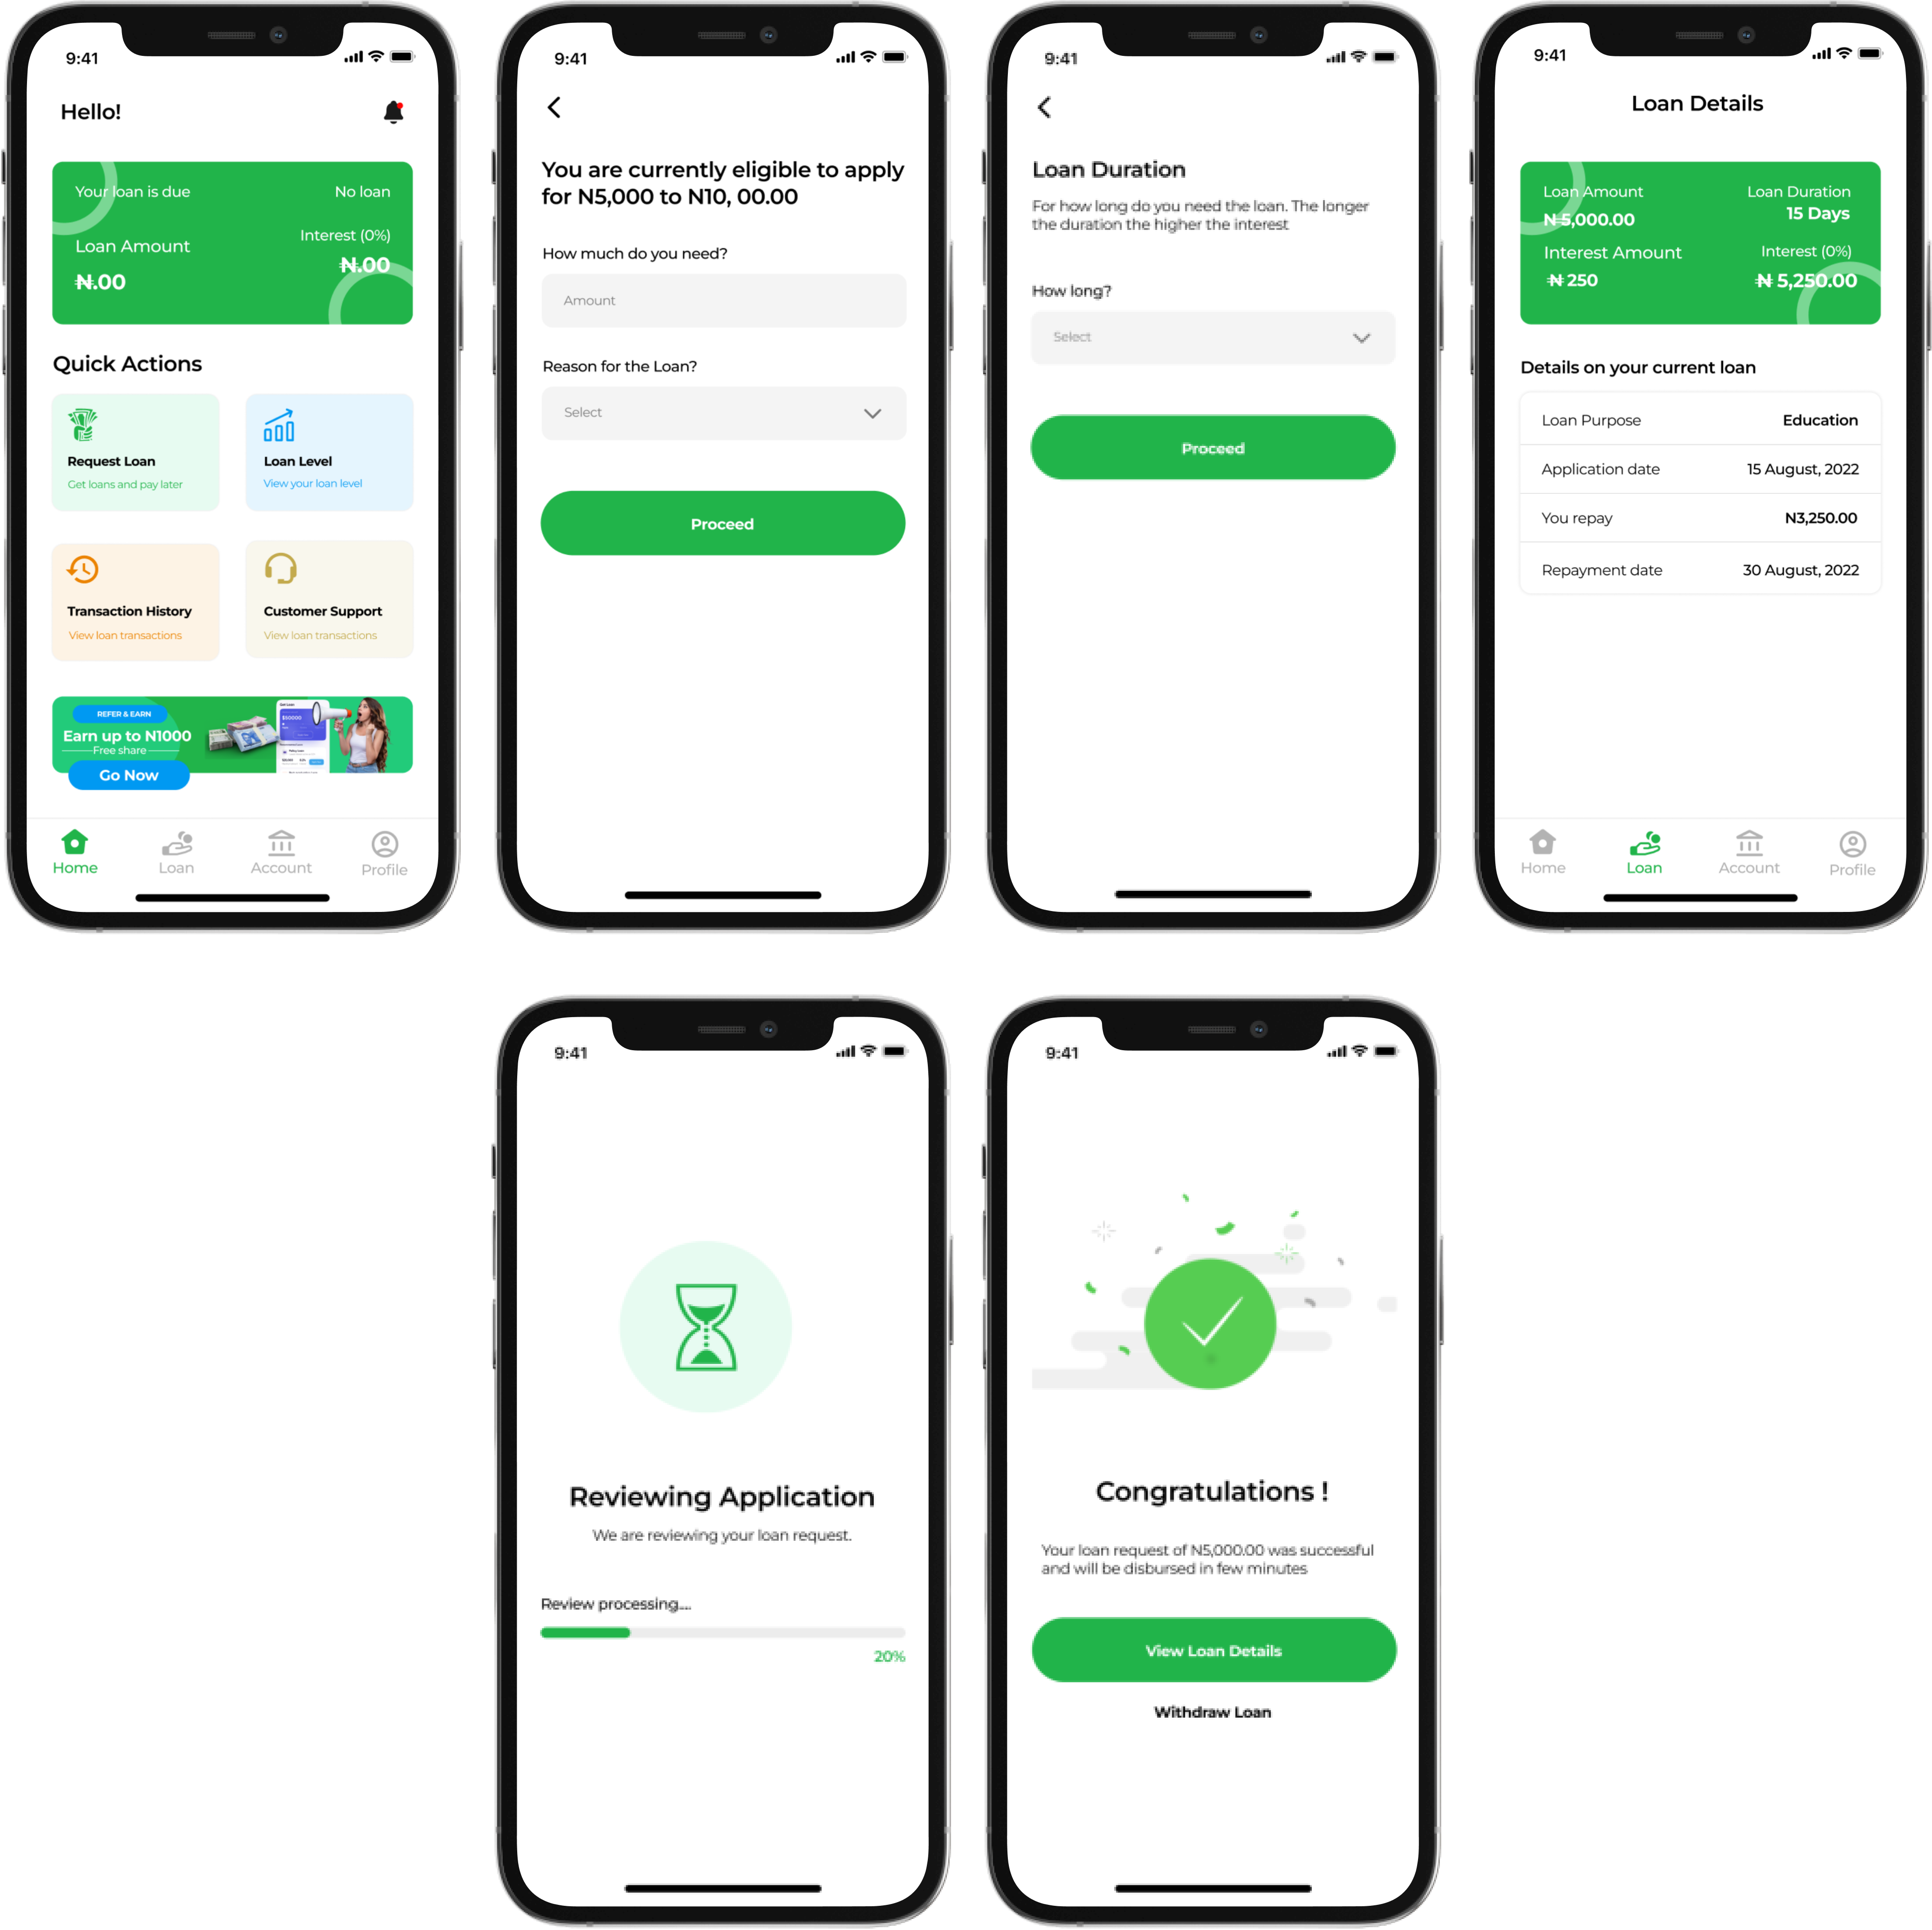 9:41
Hello!
Your loan is due
No loan
Loan Amount
Interest (0%)
₦.00
₦.00
Quick Actions
Request Loan
Get loans and pay later
Loan Level
View your loan level
Transaction History
View loan transactions
Customer Support
View loan transactions
REFER & EARN
Earn up to N1000
Free share
Go Now
Home
Loan
Account
Profile
9:41
You are currently eligible to apply
for N5,000 to N10, 00.00
How much do you need?
Amount
Reason for the Loan?
Select
Proceed
9:41
Loan Duration
For how long do you need the loan. The longer
the duration the higher the interest
How long?
Select
Proceed
9:41
Loan Details
Loan Amount
Loan Duration
₦ 5,000.00
15 Days
Interest Amount
Interest (0%)
₦ 250
₦ 5,250.00
Details on your current loan
Loan Purpose
Education
Application date
15 August, 2022
You repay
N3,250.00
Repayment date
30 August, 2022
Home
Loan
Account
Profile
9:41
Reviewing Application
We are reviewing your loan request.
Review processing....
20%
9:41
Congratulations !
Your loan request of N5,000.00 was successful
and will be disbursed in few minutes
View Loan Details
Withdraw Loan